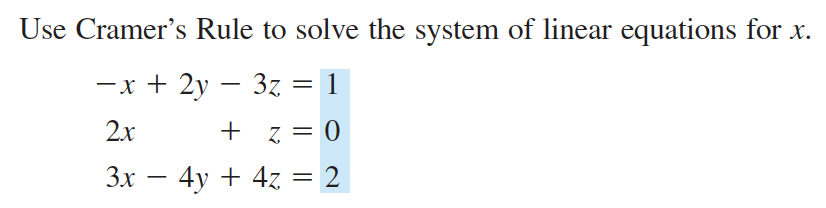 Use Cramer’s Rule to solve the system of linear equations for x.
−x + 2y − 3z = 1
2x + z = 0
3x − 4y + 4z = 2